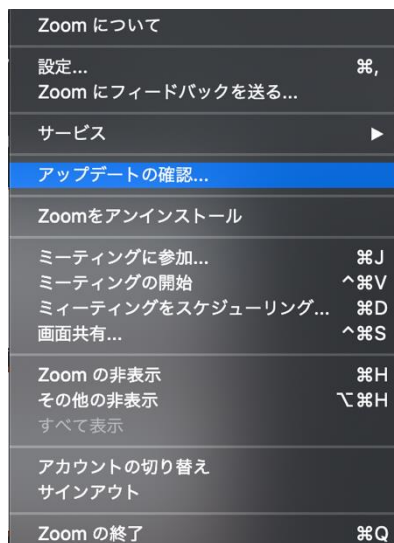 Zoom について
設定... ⌘,
Zoom にフィードバックを送る...
サービス ▶
アップデートの確認...
Zoomをアンインストール
ミーティングに参加... ⌘J
ミーティングの開始 ^⌘V
ミィーティングをスケジューリング... ⌘D
画面共有... ^⌘S
Zoom の非表示 ⌘H
その他の非表示 ⌥⌘H
すべて表示
アカウントの切り替え
サインアウト
Zoom の終了 ⌘Q